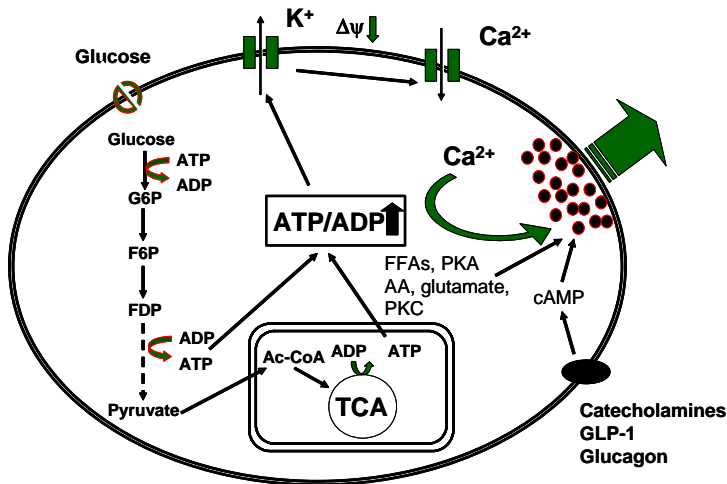 K⁺
Δψ
Ca²⁺
Glucose
Glucose
ATP
ADP
G6P
F6P
FDP
ADP
ATP
Pyruvate
ATP/ADP
Ca²⁺
FFAs, PKA
AA, glutamate,
PKC
cAMP
Ac-CoA
ADP
ATP
TCA
Catecholamines
GLP-1
Glucagon